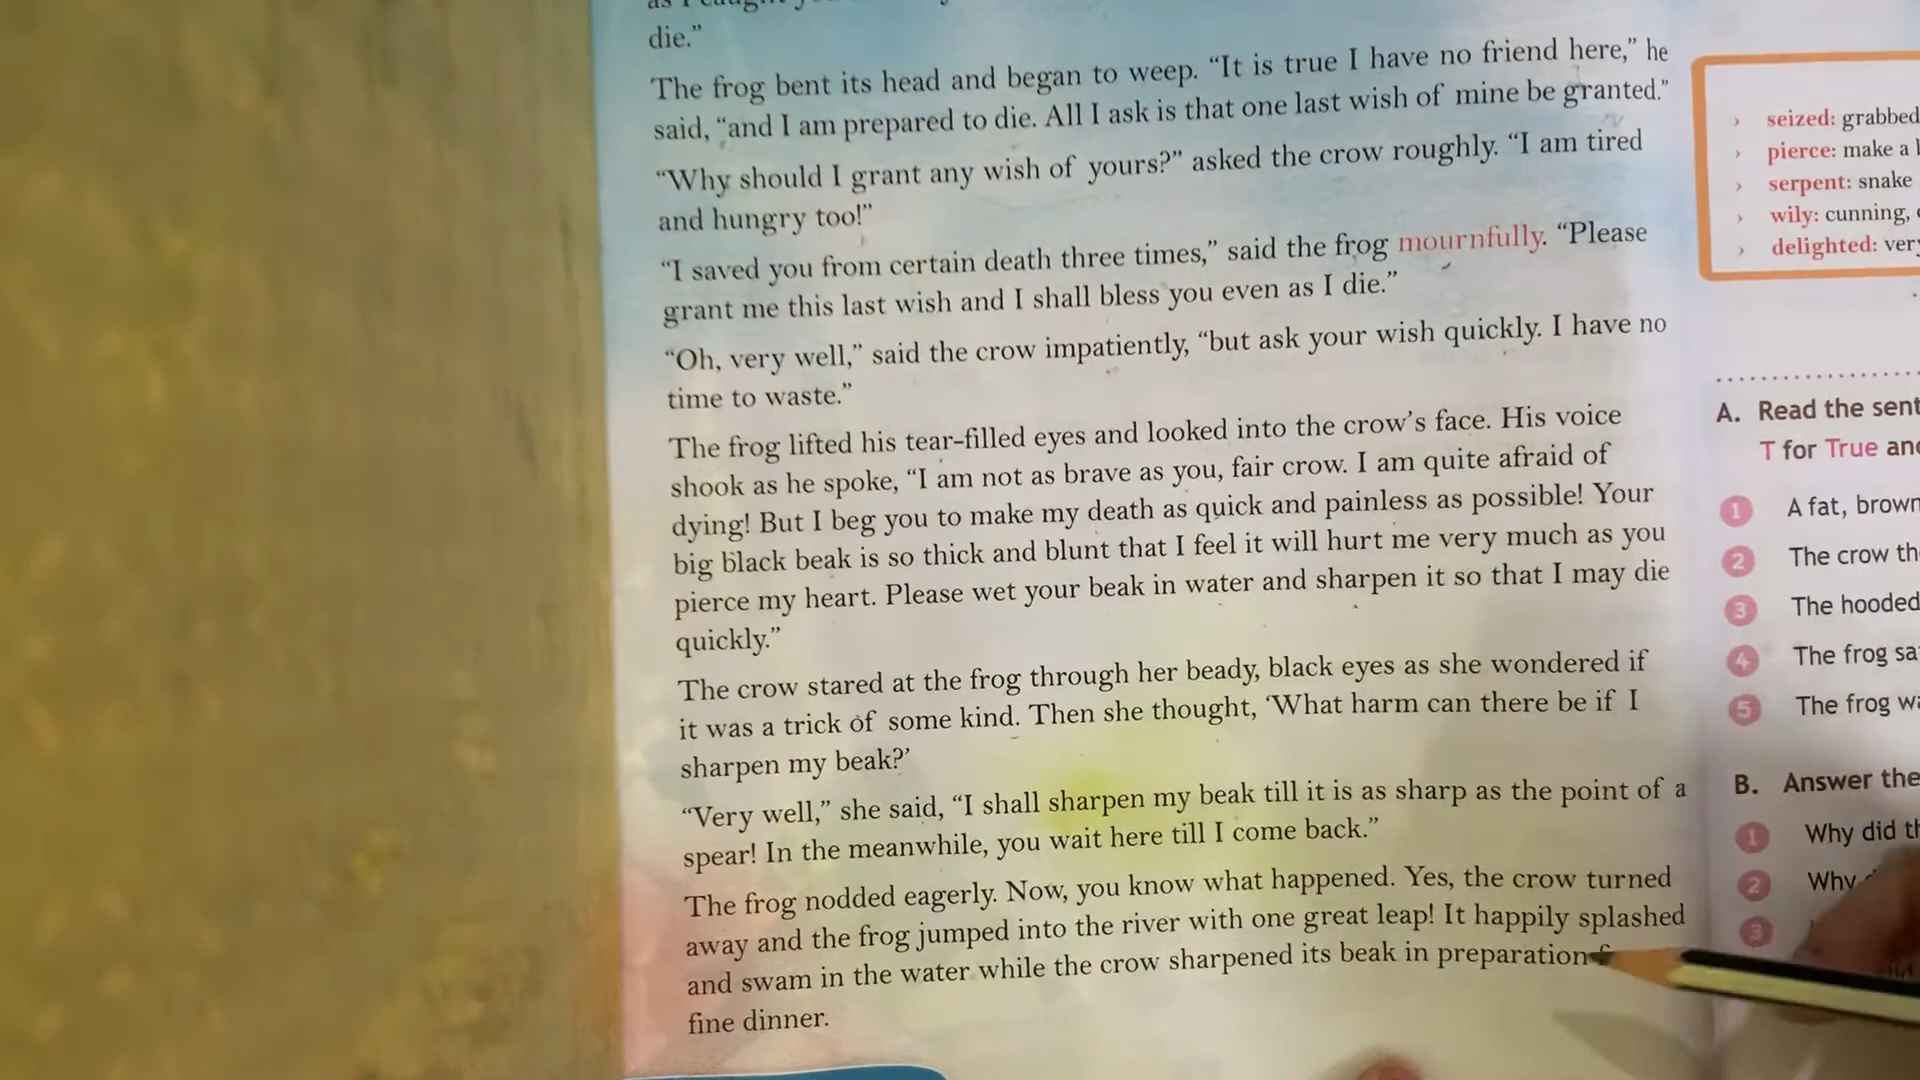 die.”
The frog bent its head and began to weep. “It is true I have no friend here,” he
said, “and I am prepared to die. All I ask is that one last wish of mine be granted.”
“Why should I grant any wish of yours?” asked the crow roughly. “I am tired
and hungry too!”
“I saved you from certain death three times,” said the frog mournfully. “Please
grant me this last wish and I shall bless you even as I die.”
“Oh, very well,” said the crow impatiently, “but ask your wish quickly. I have no
time to waste.”
The frog lifted his tear-filled eyes and looked into the crow’s face. His voice
shook as he spoke, “I am not as brave as you, fair crow. I am quite afraid of
dying! But I beg you to make my death as quick and painless as possible! Your
big black beak is so thick and blunt that I feel it will hurt me very much as you
pierce my heart. Please wet your beak in water and sharpen it so that I may die
quickly.”
The crow stared at the frog through her beady, black eyes as she wondered if
it was a trick of some kind. Then she thought, ‘What harm can there be if I
sharpen my beak?’
“Very well,” she said, “I shall sharpen my beak till it is as sharp as the point of a
spear! In the meanwhile, you wait here till I come back.”
The frog nodded eagerly. Now, you know what happened. Yes, the crow turned
away and the frog jumped into the river with one great leap! It happily splashed
and swam in the water while the crow sharpened its beak in preparation
fine dinner.
› seized: grabbed
› pierce: make a
› serpent: snake
› wily: cunning,
› delighted:
A. Read the
T for True
1 A fat, brown
2 The crow
3 The hooded
4 The frog
5 The frog
B. Answer the
1 Why did
2 Why
3